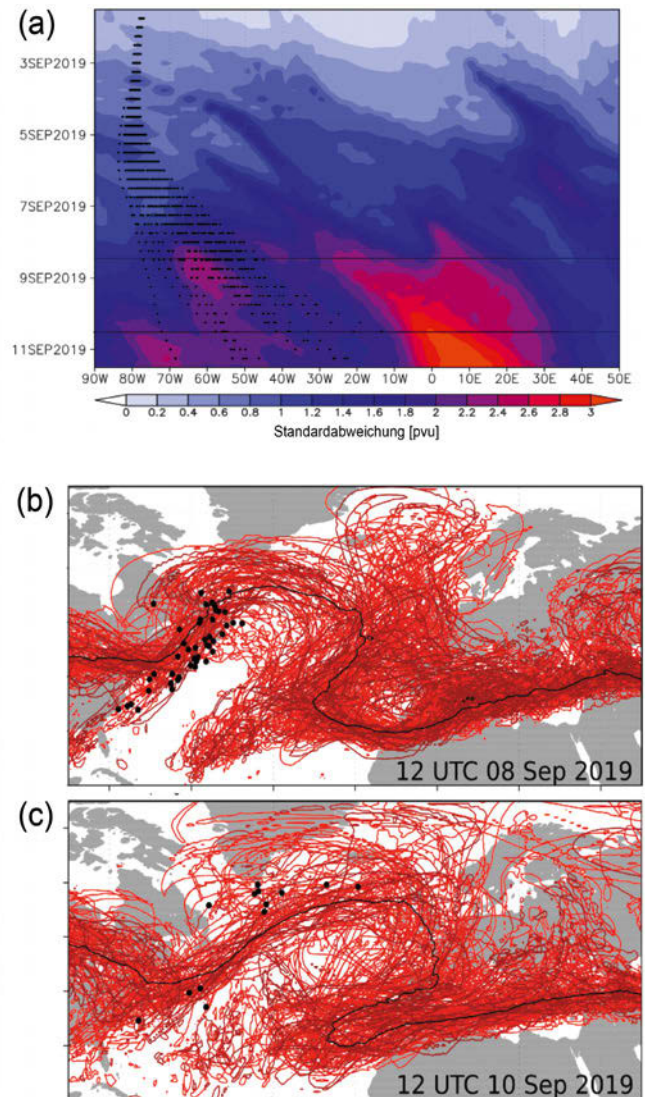 (a)
3SEP2019
5SEP2019
7SEP2019
9SEP2019
11SEP2019
90W 80W 70W 60W 50W 40W 30W 20W 10W 0 10E 20E 30E 40E 50E
0 0.2 0.4 0.6 0.8 1 1.2 1.4 1.6 1.8 2 2.2 2.4 2.6 2.8 3
Standardabweichung [pvu]
(b)
12 UTC 08 Sep 2019
(c)
12 UTC 10 Sep 2019